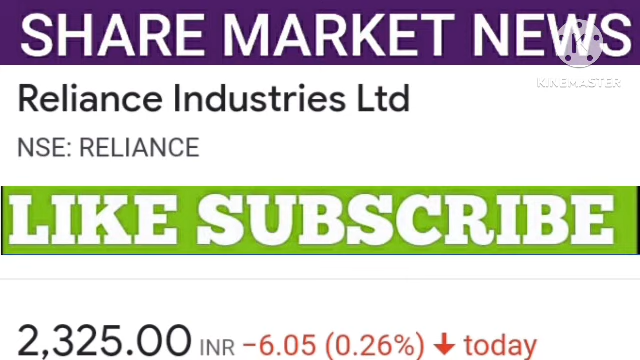 SHARE MARKET NEWS
KINEMASTER
Reliance Industries Ltd
NSE: RELIANCE
LIKE SUBSCRIBE
2,325.00 INR −6.05 (0.26%) ↓ today